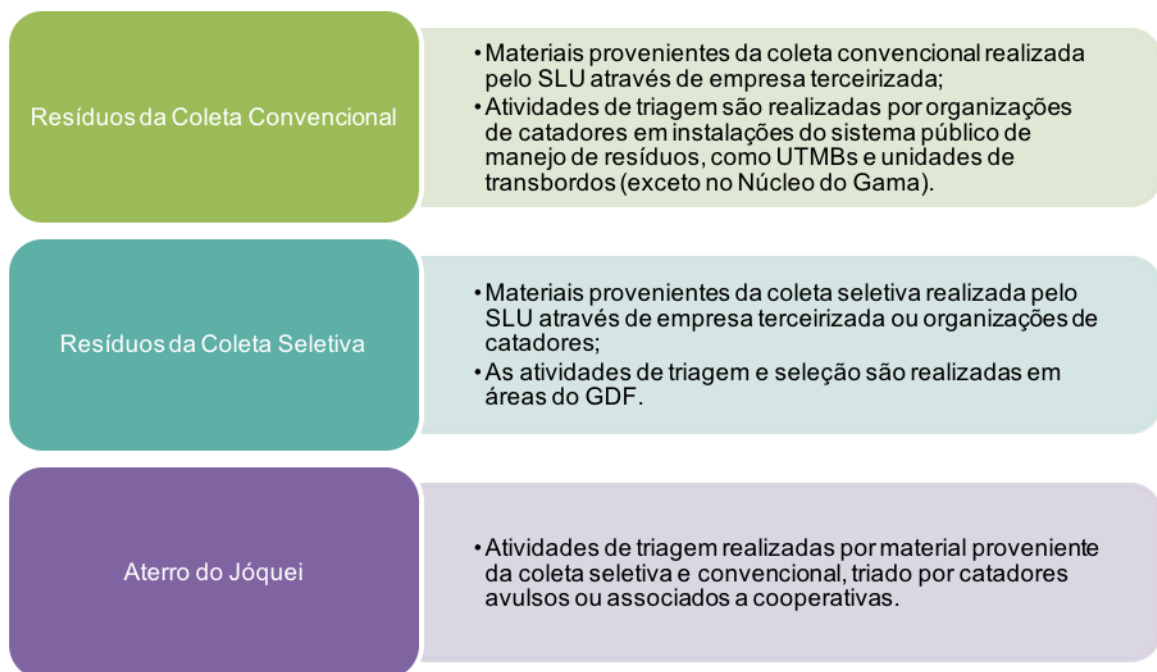 Resíduos da Coleta Convencional
• Materiais provenientes da coleta convencional realizada
pelo SLU através de empresa terceirizada;
• Atividades de triagem são realizadas por organizações
de catadores em instalações do sistema público de
manejo de resíduos, como UTMBs e unidades de
transbordos (exceto no Núcleo do Gama).
Resíduos da Coleta Seletiva
• Materiais provenientes da coleta seletiva realizada pelo
SLU através de empresa terceirizada ou organizações de
catadores;
• As atividades de triagem e seleção são realizadas em
áreas do GDF.
Aterro do Jóquei
• Atividades de triagem realizadas por material proveniente
da coleta seletiva e convencional, triado por catadores
avulsos ou associados a cooperativas.